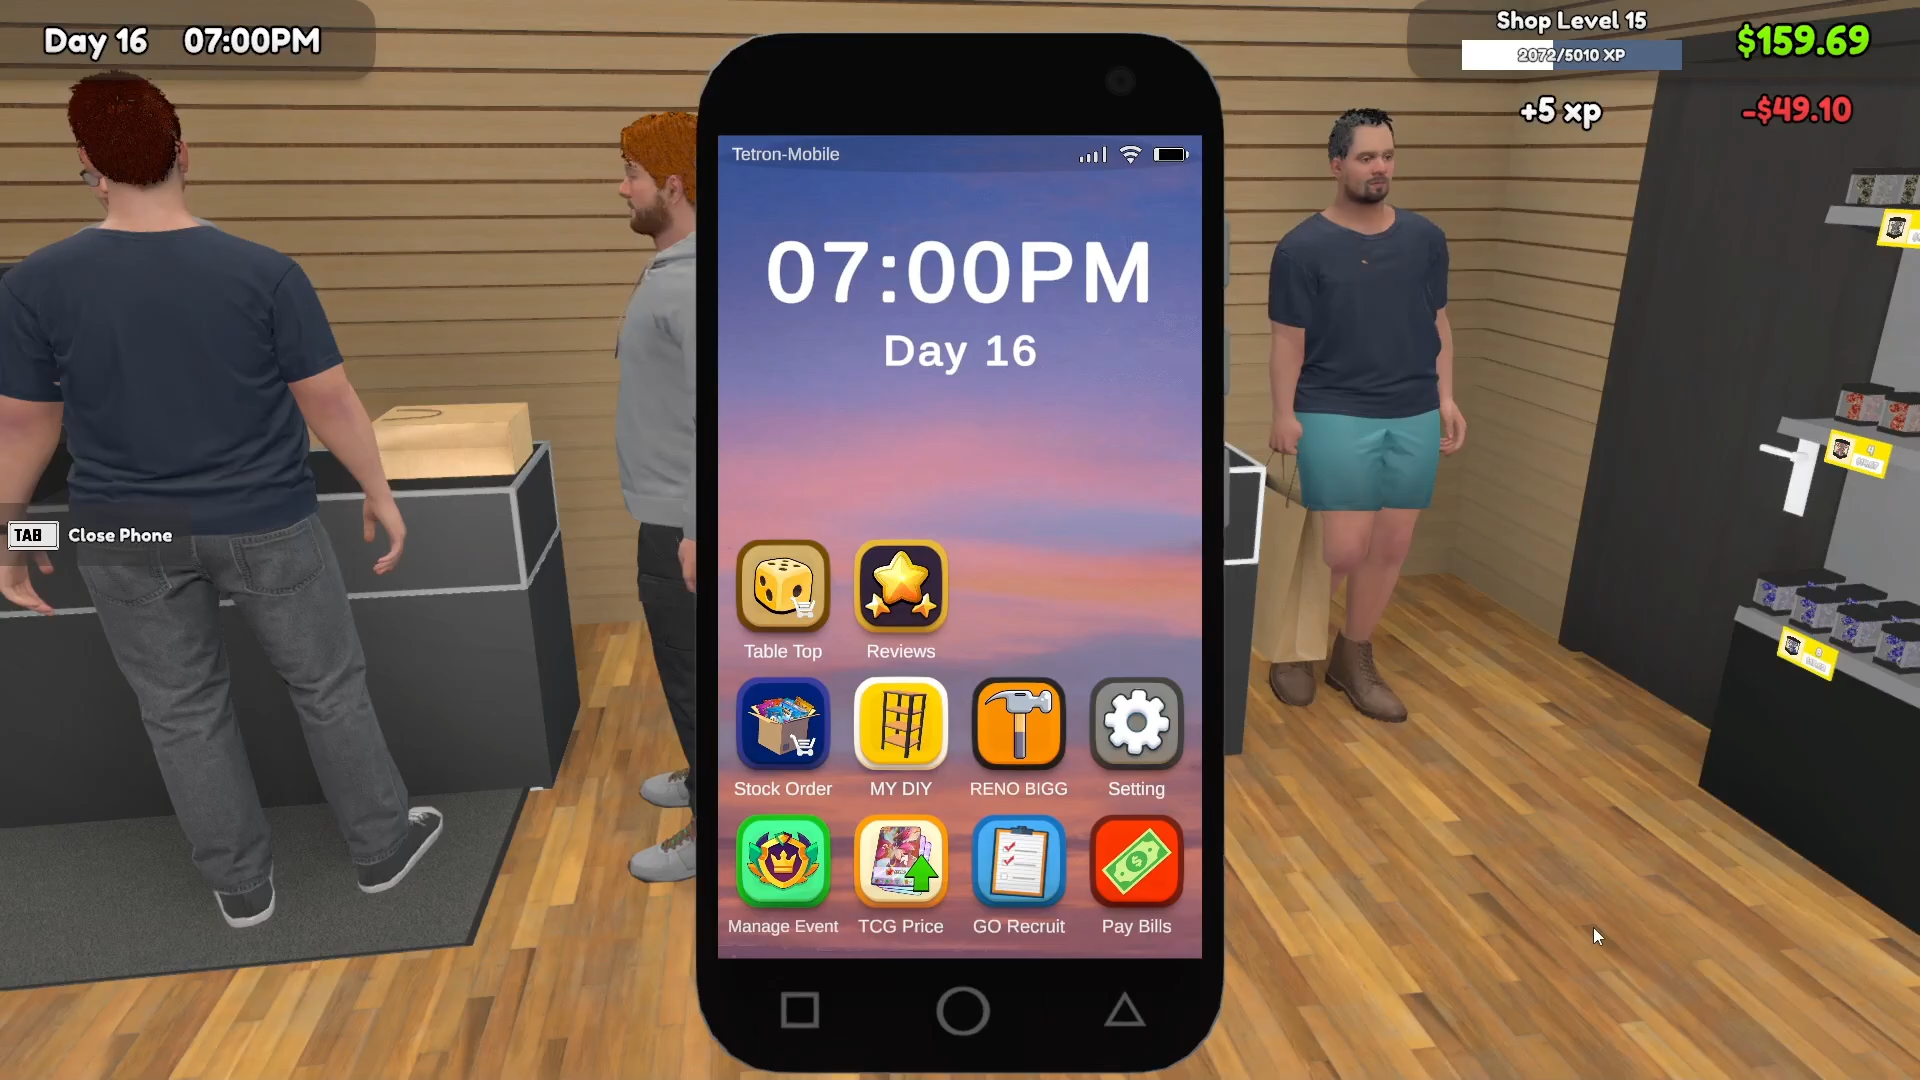 Day 16 07:00PM
Shop Level 15
2072/5010 XP
$159.69
+5 xp
-$49.10
Tetron-Mobile
07:00PM
Day 16
TAB Close Phone
Table Top
Reviews
Stock Order
MY DIY
RENO BIGG
Setting
Manage Event
TCG Price
GO Recruit
Pay Bills